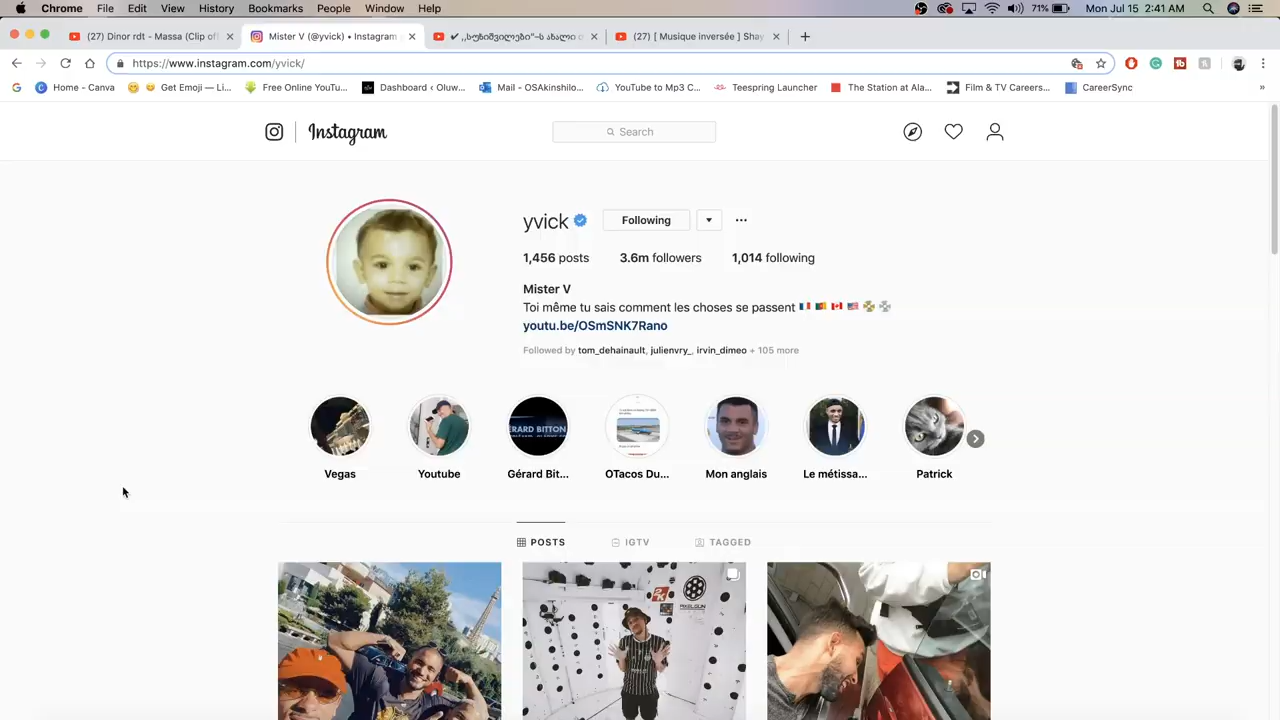 Chrome File Edit View History Bookmarks People Window Help 71% Mon Jul 15 2:41 AM
(27) Dinor rdt - Massa (Clip of
Mister V (@yvick) • Instagram
✔ ,,სუხიშვილები"-ს ახალი
(27) [ Musique inversée ] Shay
https://www.instagram.com/yvick/
Home - Canva Get Emoji — Li... Free Online YouTu... Dashboard ‹ Oluw... Mail - OSAkinshilo... YouTube to Mp3 C... Teespring Launcher The Station at Ala... Film & TV Careers... CareerSync »
Instagram
Search
yvick Following
1,456 posts 3.6m followers 1,014 following
Mister V
Toi même tu sais comment les choses se passent
youtu.be/OSmSNK7Rano
Followed by tom_dehainault, julienvry_, irvin_dimeo + 105 more
GÉRARD BITTON
Vegas Youtube Gérard Bit... OTacos Du... Mon anglais Le métissa... Patrick
POSTS IGTV TAGGED
2K
PIXELGUN